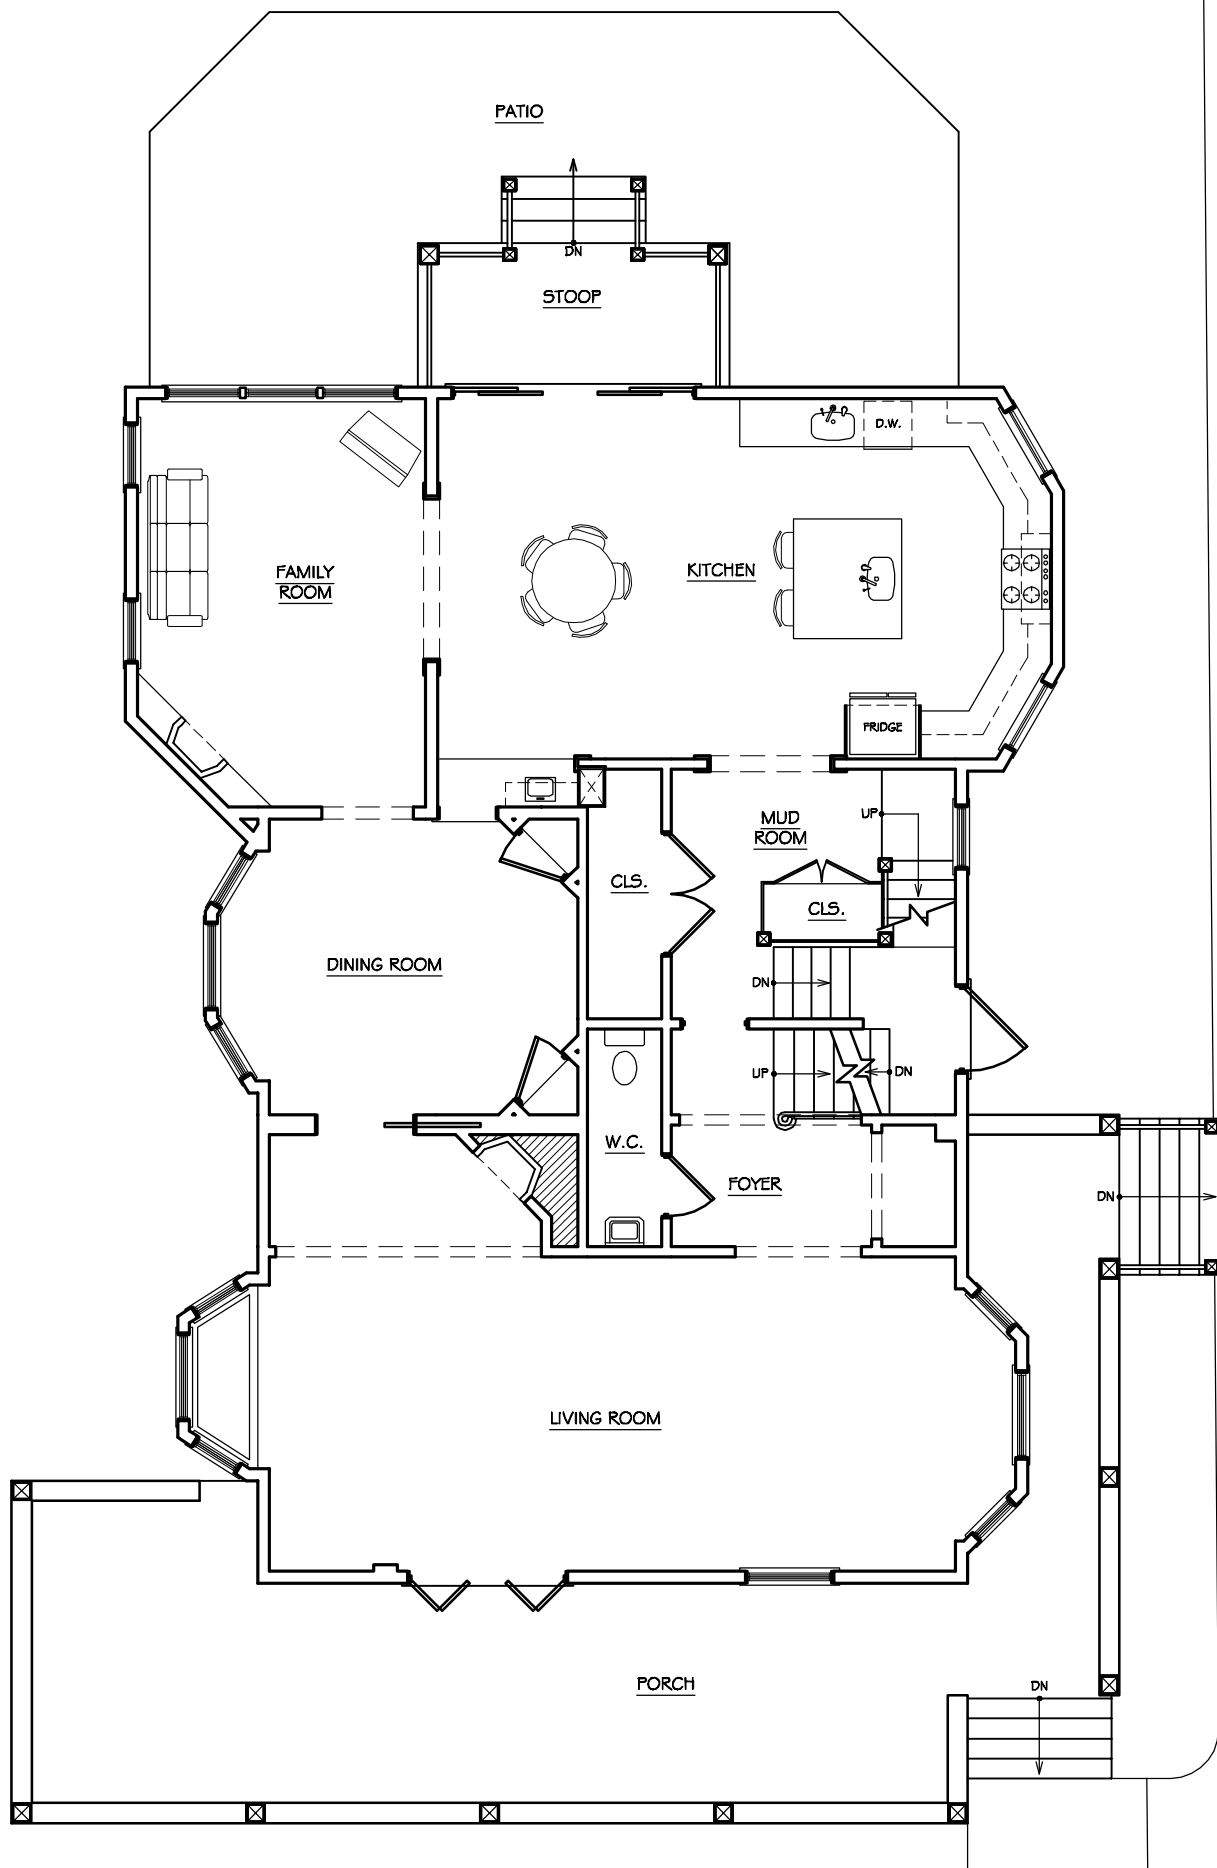 PATIO
DN
STOOP
D.W.
FAMILY
ROOM
KITCHEN
FRIDGE
MUD
ROOM
UP
CLS.
CLS.
DINING ROOM
DN
UP
DN
W.C.
FOYER
DN
LIVING ROOM
PORCH
DN